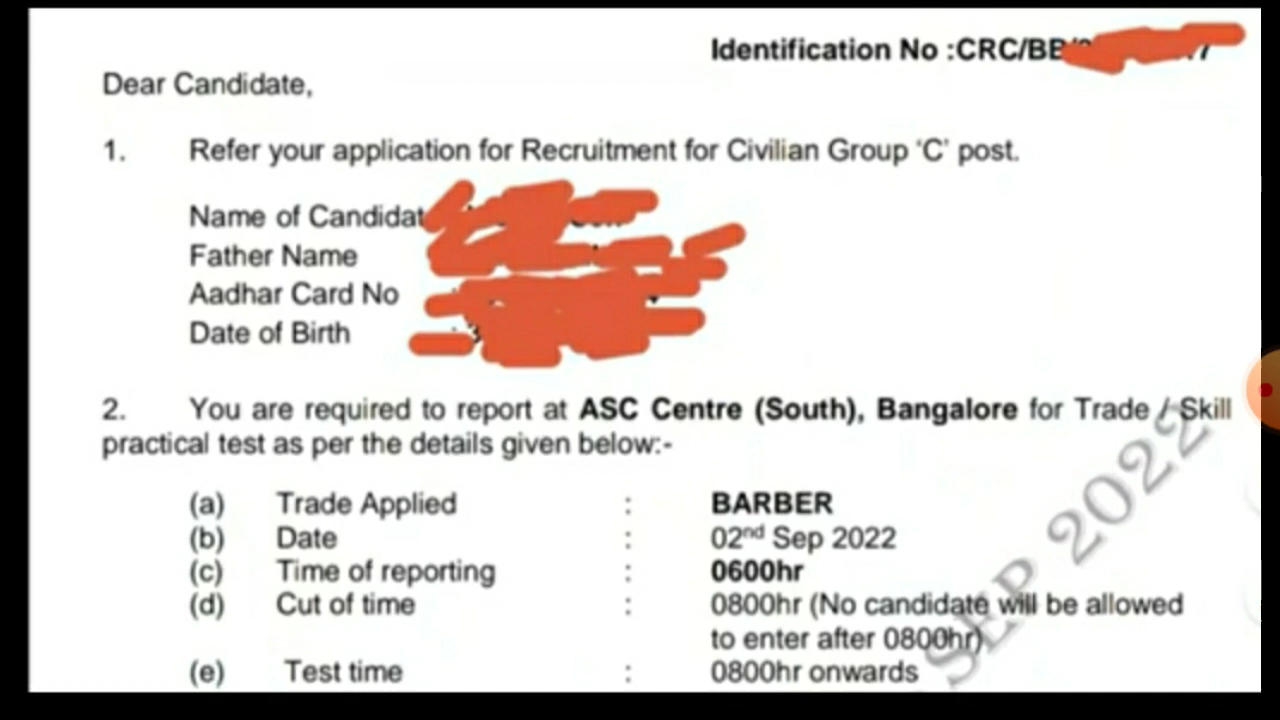 Identification No :CRC/BB/
Dear Candidate,
1. Refer your application for Recruitment for Civilian Group ‘C’ post.
Name of Candidat
Father Name
Aadhar Card No
Date of Birth
2. You are required to report at ASC Centre (South), Bangalore for Trade / Skill
practical test as per the details given below:-
(a) Trade Applied : BARBER
(b) Date : 02nd Sep 2022
(c) Time of reporting : 0600hr
(d) Cut of time : 0800hr (No candidate will be allowed
to enter after 0800hr)
(e) Test time : 0800hr onwards
SEP 2022